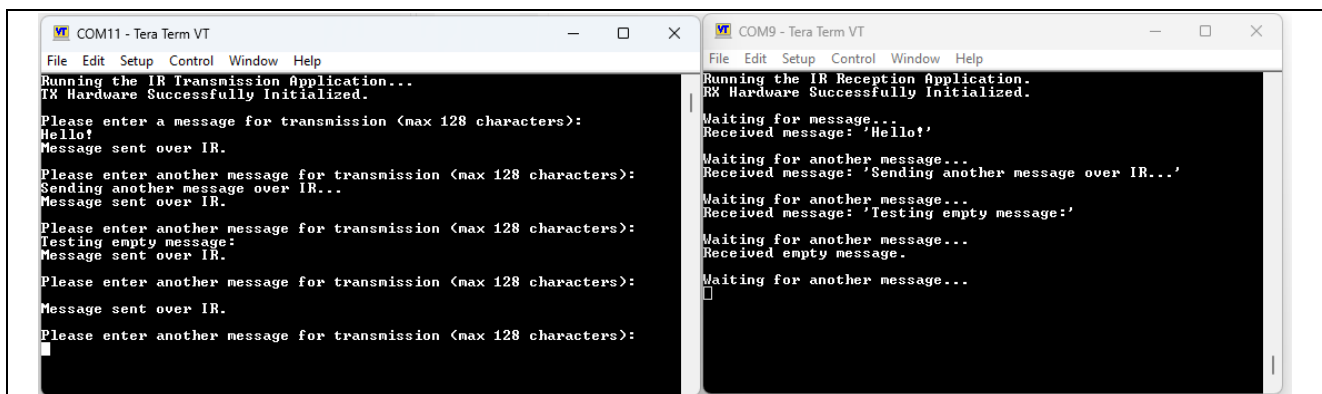 COM11 - Tera Term VT
File Edit Setup Control Window Help
Running the IR Transmission Application...
TX Hardware Successfully Initialized.
Please enter a message for transmission (max 128 characters):
Hello!
Message sent over IR.
Please enter another message for transmission (max 128 characters):
Sending another message over IR...
Message sent over IR.
Please enter another message for transmission (max 128 characters):
Testing empty message:
Message sent over IR.
Please enter another message for transmission (max 128 characters):
Message sent over IR.
Please enter another message for transmission (max 128 characters):
COM9 - Tera Term VT
File Edit Setup Control Window Help
Running the IR Reception Application.
RX Hardware Successfully Initialized.
Waiting for message...
Received message: 'Hello!'
Waiting for another message...
Received message: 'Sending another message over IR...'
Waiting for another message...
Received message: 'Testing empty message:'
Waiting for another message...
Received empty message.
Waiting for another message...